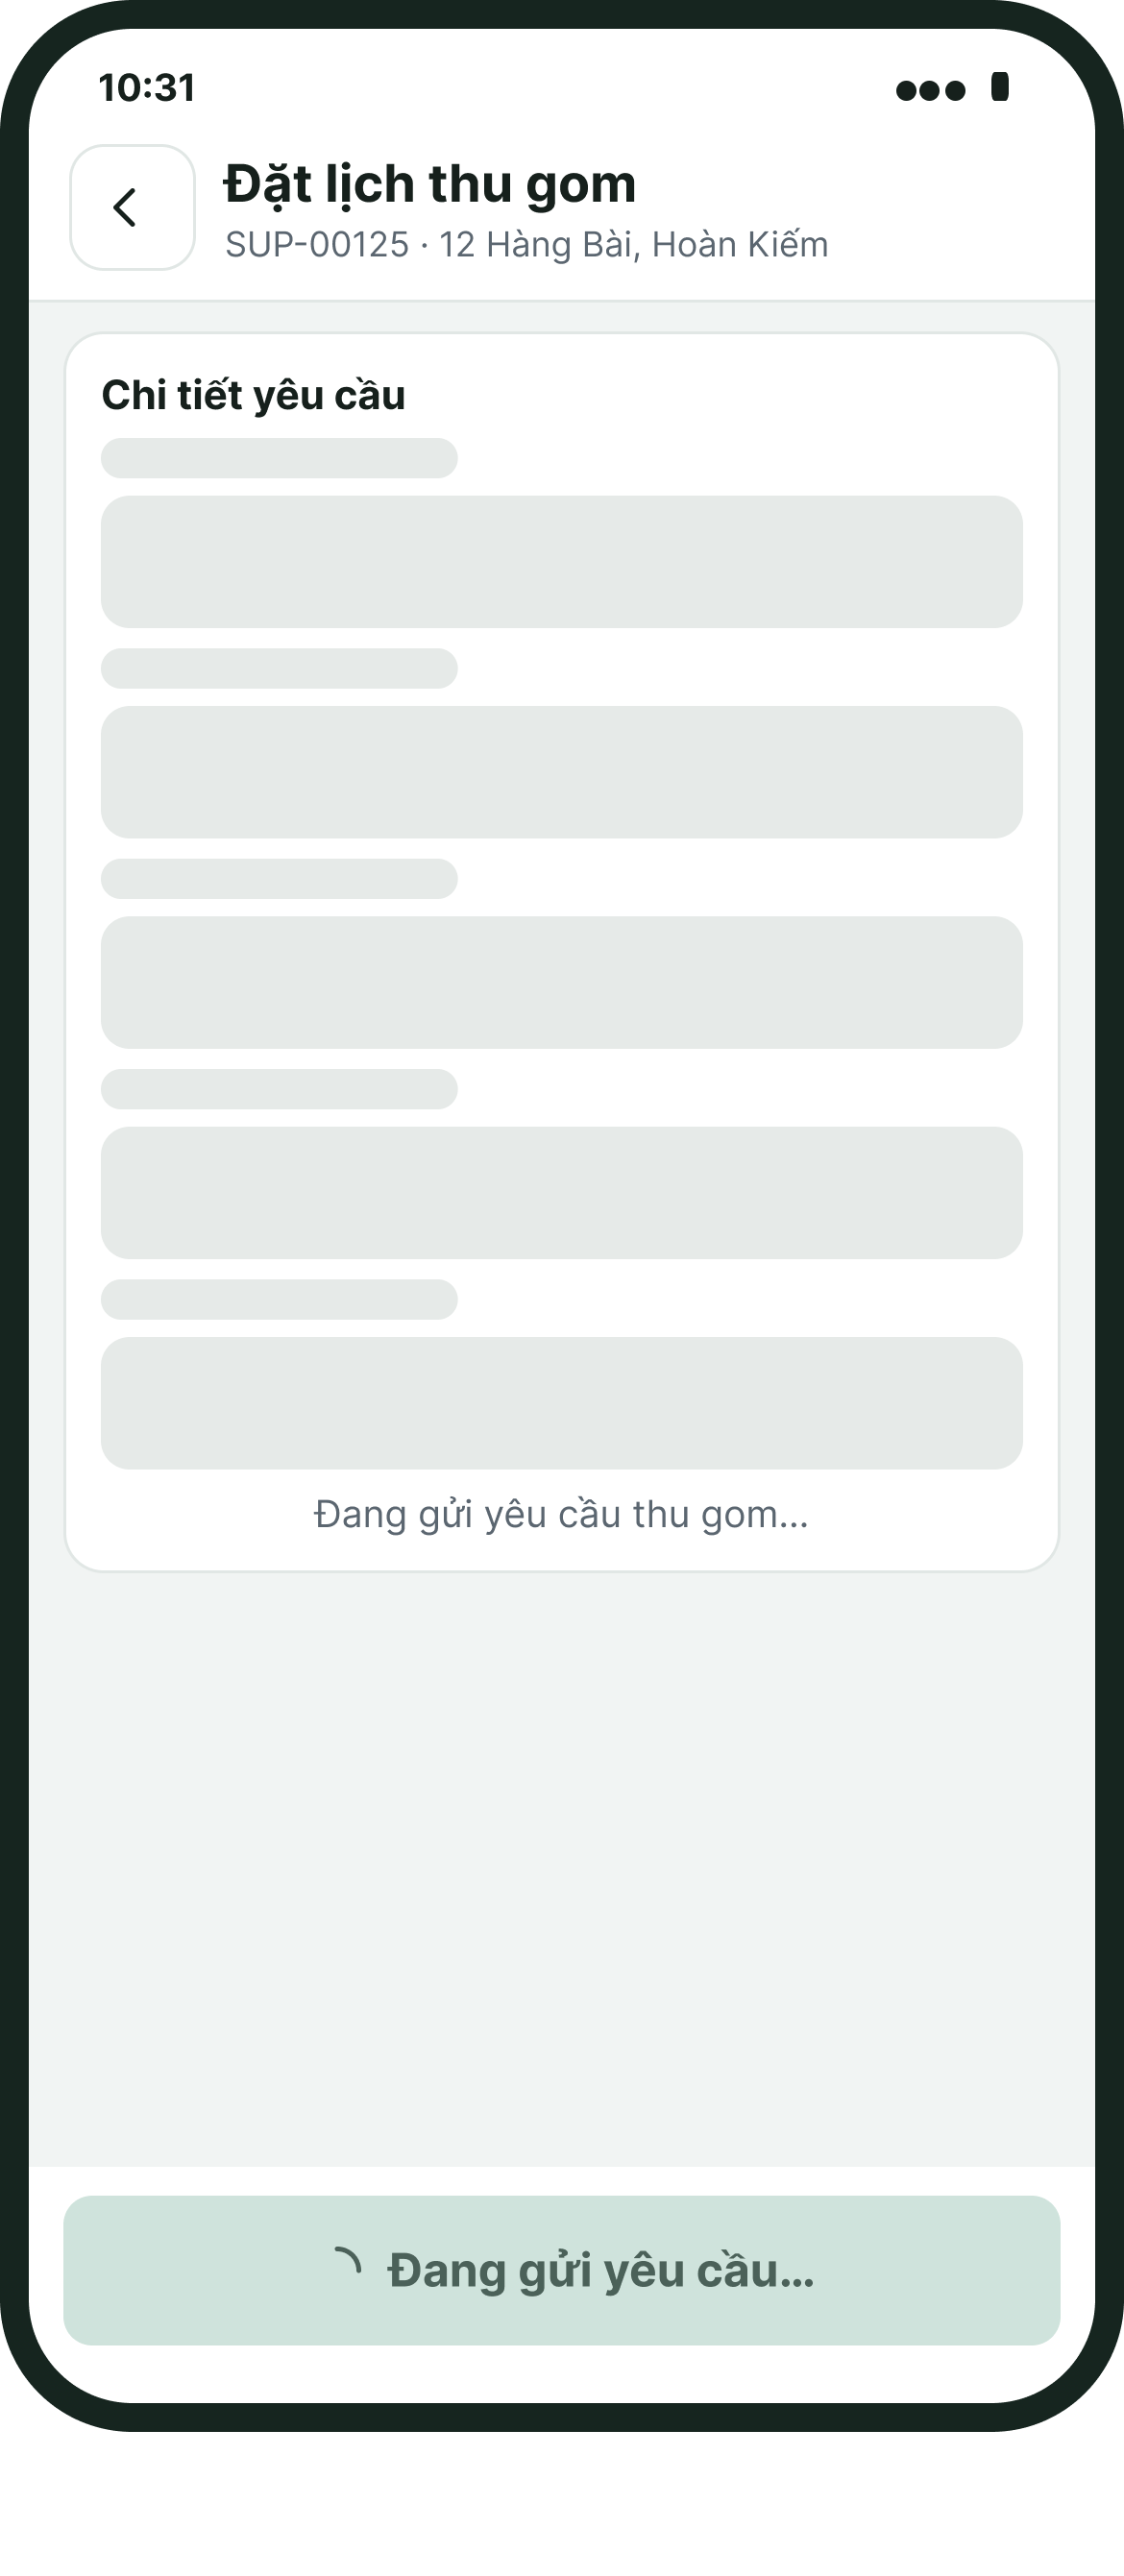 10:31
Đặt lịch thu gom
SUP-00125 · 12 Hàng Bài, Hoàn Kiếm
Chi tiết yêu cầu
Đang gửi yêu cầu thu gom...
Đang gửi yêu cầu...